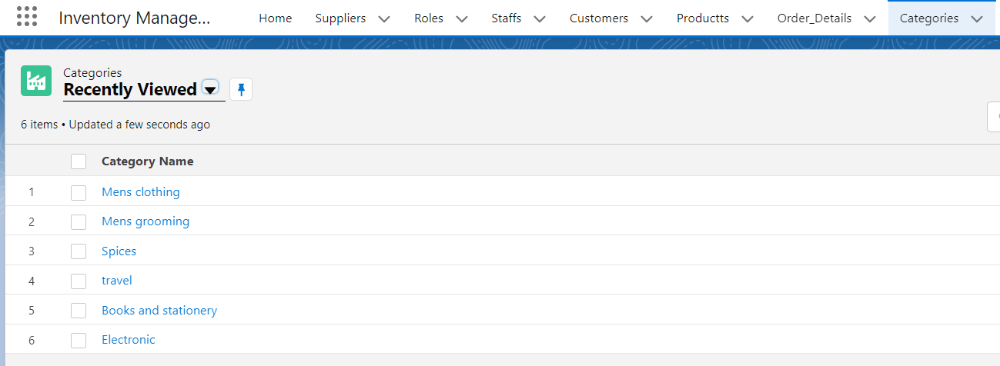 Inventory Manage... Home Suppliers Roles Staffs Customers Productts Order_Details Categories
Categories
Recently Viewed
6 items • Updated a few seconds ago
Category Name
1 Mens clothing
2 Mens grooming
3 Spices
4 travel
5 Books and stationery
6 Electronic